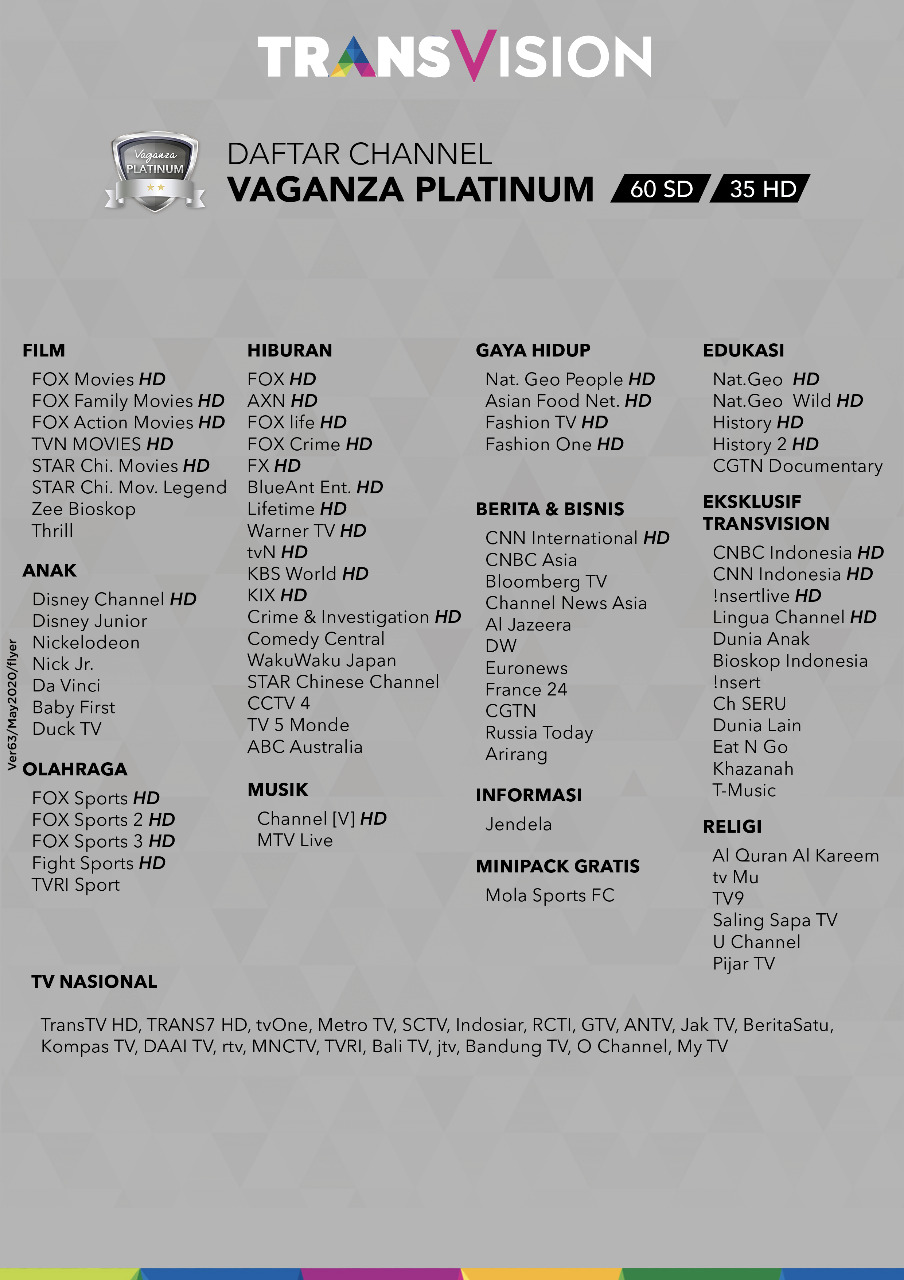 TRANSVISION
Vaganza
PLATINUM
DAFTAR CHANNEL
VAGANZA PLATINUM 60 SD 35 HD
FILM
FOX Movies HD
FOX Family Movies HD
FOX Action Movies HD
TVN MOVIES HD
STAR Chi. Movies HD
STAR Chi. Mov. Legend
Zee Bioskop
Thrill
ANAK
Disney Channel HD
Disney Junior
Nickelodeon
Nick Jr.
Da Vinci
Baby First
Duck TV
OLAHRAGA
FOX Sports HD
FOX Sports 2 HD
FOX Sports 3 HD
Fight Sports HD
TVRI Sport
HIBURAN
FOX HD
AXN HD
FOX life HD
FOX Crime HD
FX HD
BlueAnt Ent. HD
Lifetime HD
Warner TV HD
tvN HD
KBS World HD
KIX HD
Crime & Investigation HD
Comedy Central
WakuWaku Japan
STAR Chinese Channel
CCTV 4
TV 5 Monde
ABC Australia
MUSIK
Channel [V] HD
MTV Live
GAYA HIDUP
Nat. Geo People HD
Asian Food Net. HD
Fashion TV HD
Fashion One HD
BERITA & BISNIS
CNN International HD
CNBC Asia
Bloomberg TV
Channel News Asia
Al Jazeera
DW
Euronews
France 24
CGTN
Russia Today
Arirang
INFORMASI
Jendela
MINIPACK GRATIS
Mola Sports FC
EDUKASI
Nat.Geo HD
Nat.Geo Wild HD
History HD
History 2 HD
CGTN Documentary
EKSKLUSIF
TRANSVISION
CNBC Indonesia HD
CNN Indonesia HD
!nsertlive HD
Lingua Channel HD
Dunia Anak
Bioskop Indonesia
!nsert
Ch SERU
Dunia Lain
Eat N Go
Khazanah
T-Music
RELIGI
Al Quran Al Kareem
tv Mu
TV9
Saling Sapa TV
U Channel
Pijar TV
TV NASIONAL
TransTV HD, TRANS7 HD, tvOne, Metro TV, SCTV, Indosiar, RCTI, GTV, ANTV, Jak TV, BeritaSatu,
Kompas TV, DAAI TV, rtv, MNCTV, TVRI, Bali TV, jtv, Bandung TV, O Channel, My TV
Ver63/May2020/flyer